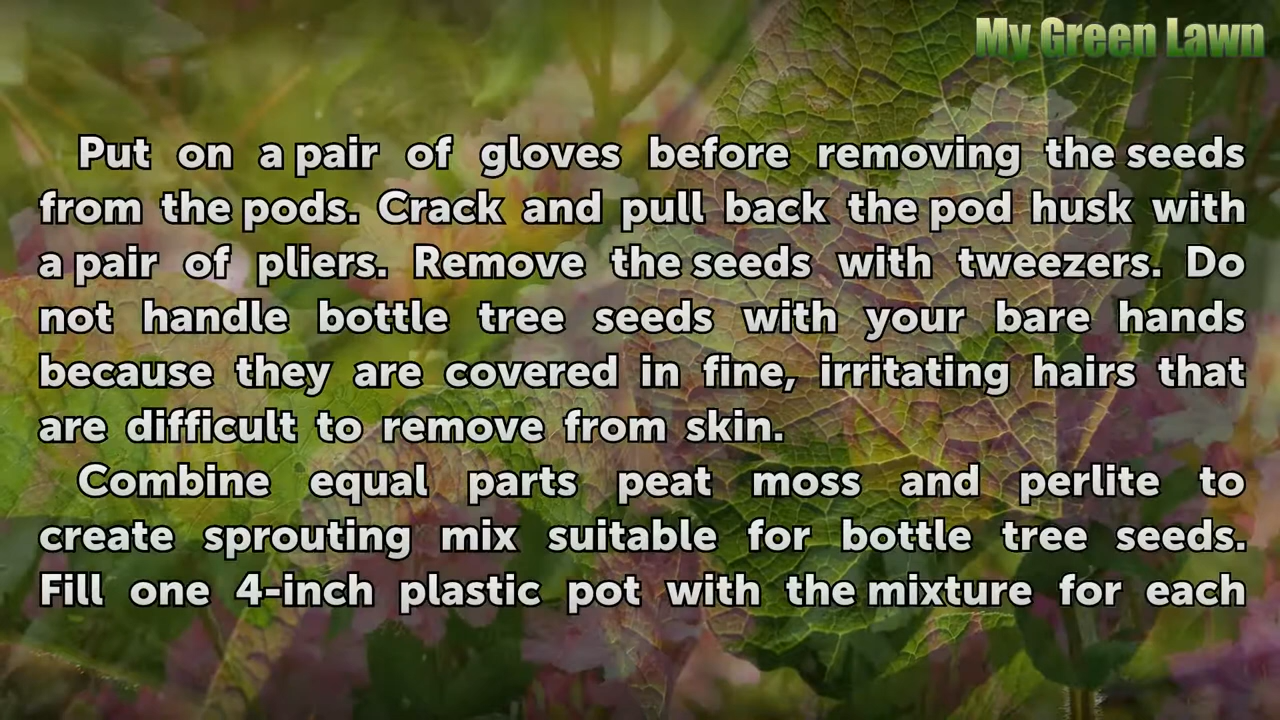 My Green Lawn
Put on a pair of gloves before removing the seeds
from the pods. Crack and pull back the pod husk with
a pair of pliers. Remove the seeds with tweezers. Do
not handle bottle tree seeds with your bare hands
because they are covered in fine, irritating hairs that
are difficult to remove from skin.
Combine equal parts peat moss and perlite to
create sprouting mix suitable for bottle tree seeds.
Fill one 4-inch plastic pot with the mixture for each